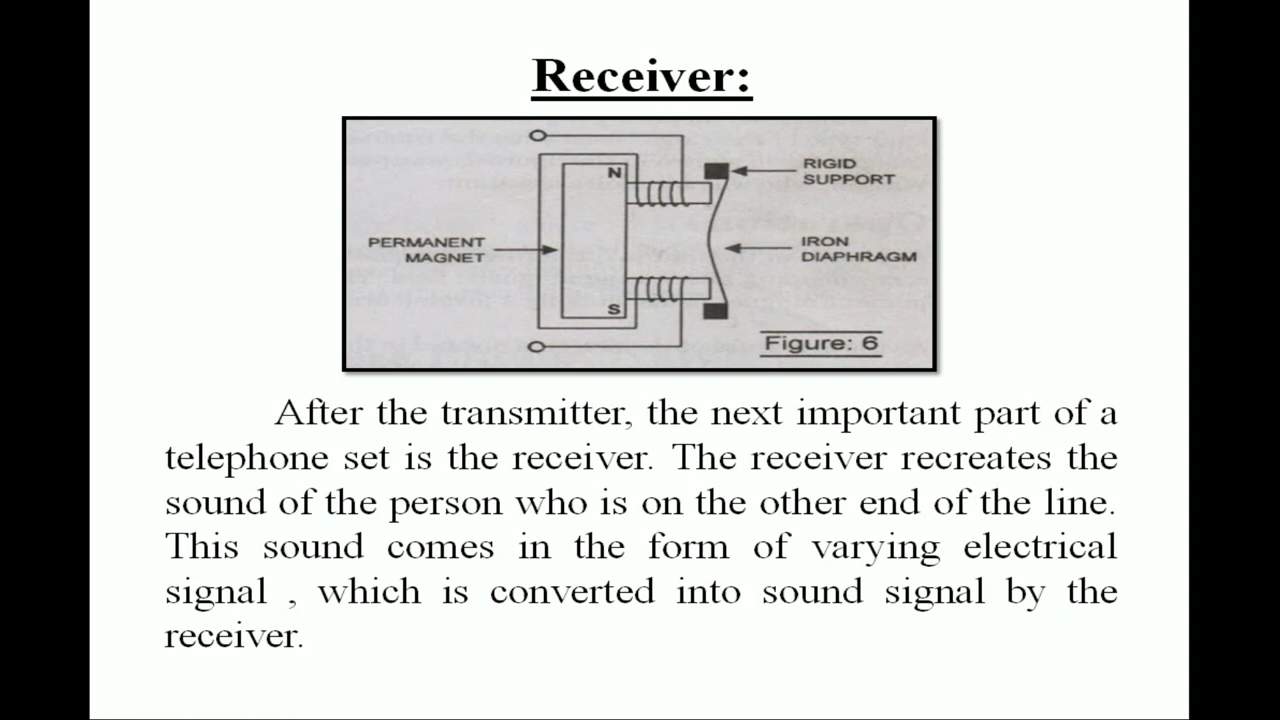 Receiver:
N
RIGID
SUPPORT
PERMANENT
MAGNET
IRON
DIAPHRAGM
S
Figure: 6
After the transmitter, the next important part of a
telephone set is the receiver. The receiver recreates the
sound of the person who is on the other end of the line.
This sound comes in the form of varying electrical
signal , which is converted into sound signal by the
receiver.